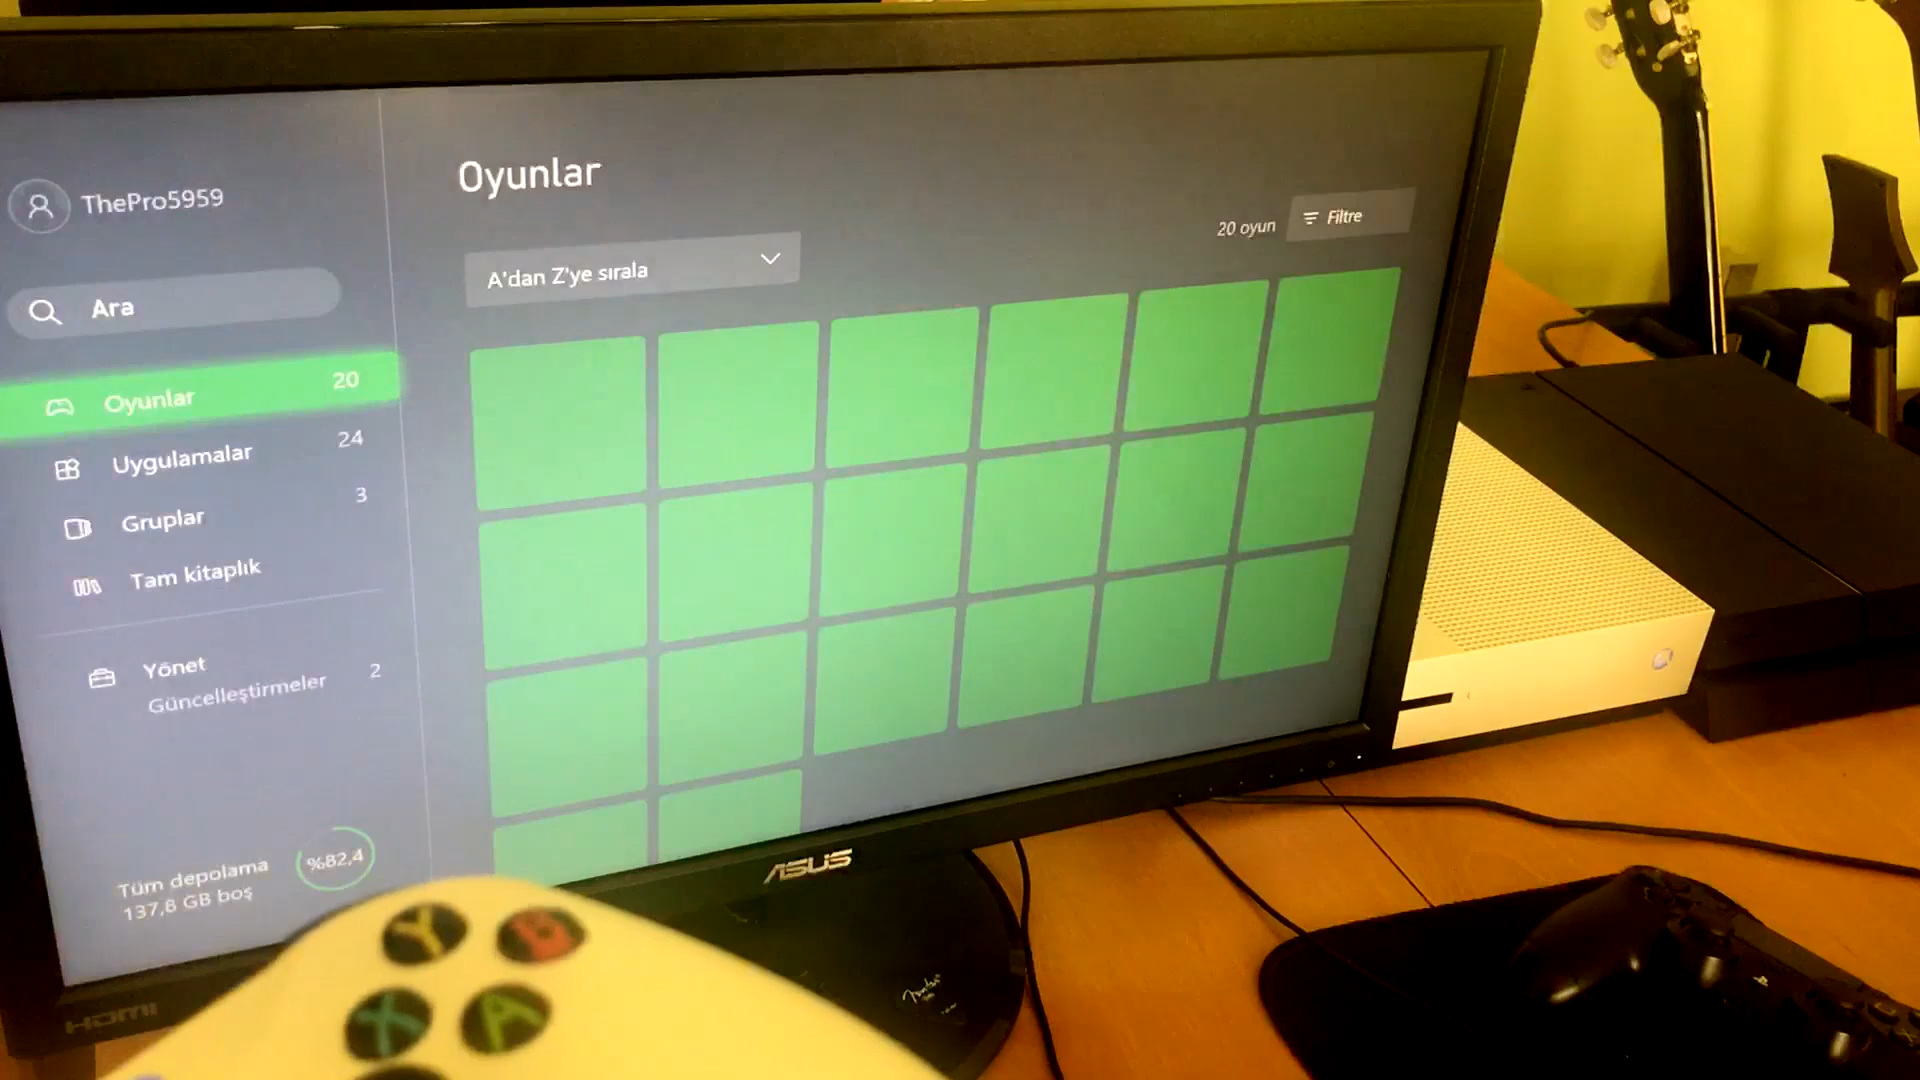 ThePro5959
Ara
Oyunlar 20
Uygulamalar 24
Gruplar 3
Tam kitaplık
Yönet
Güncelleştirmeler 2
Tüm depolama
137,8 GB boş
%82,4
Oyunlar
A'dan Z'ye sırala
20 oyun
Filtre
ASUS
HDMI
Y
B
X
A